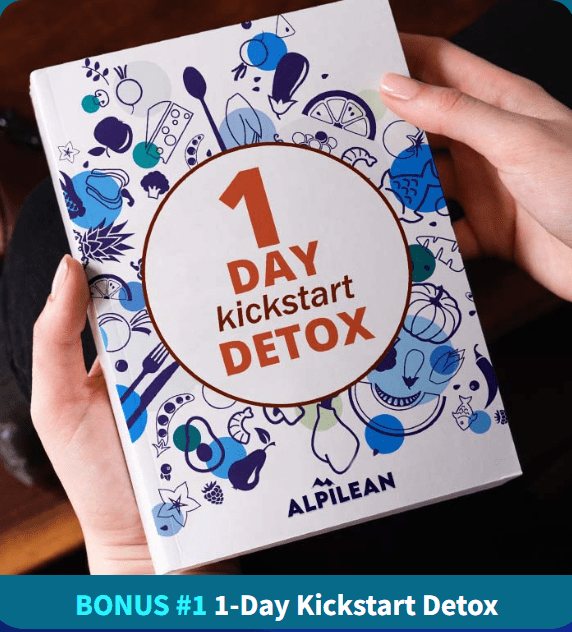 1
DAY
kickstart
DETOX
ALPILEAN
BONUS #1 1-Day Kickstart Detox